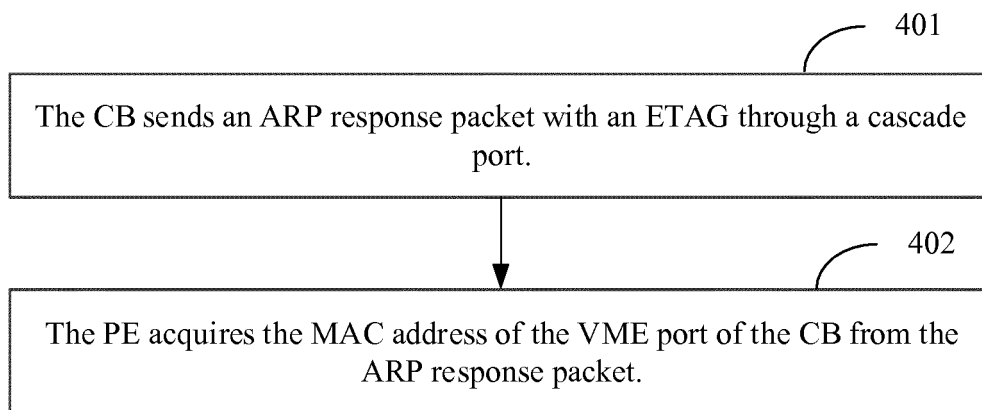 401
The CB sends an ARP response packet with an ETAG through a cascade
port.
402
The PE acquires the MAC address of the VME port of the CB from the
ARP response packet.